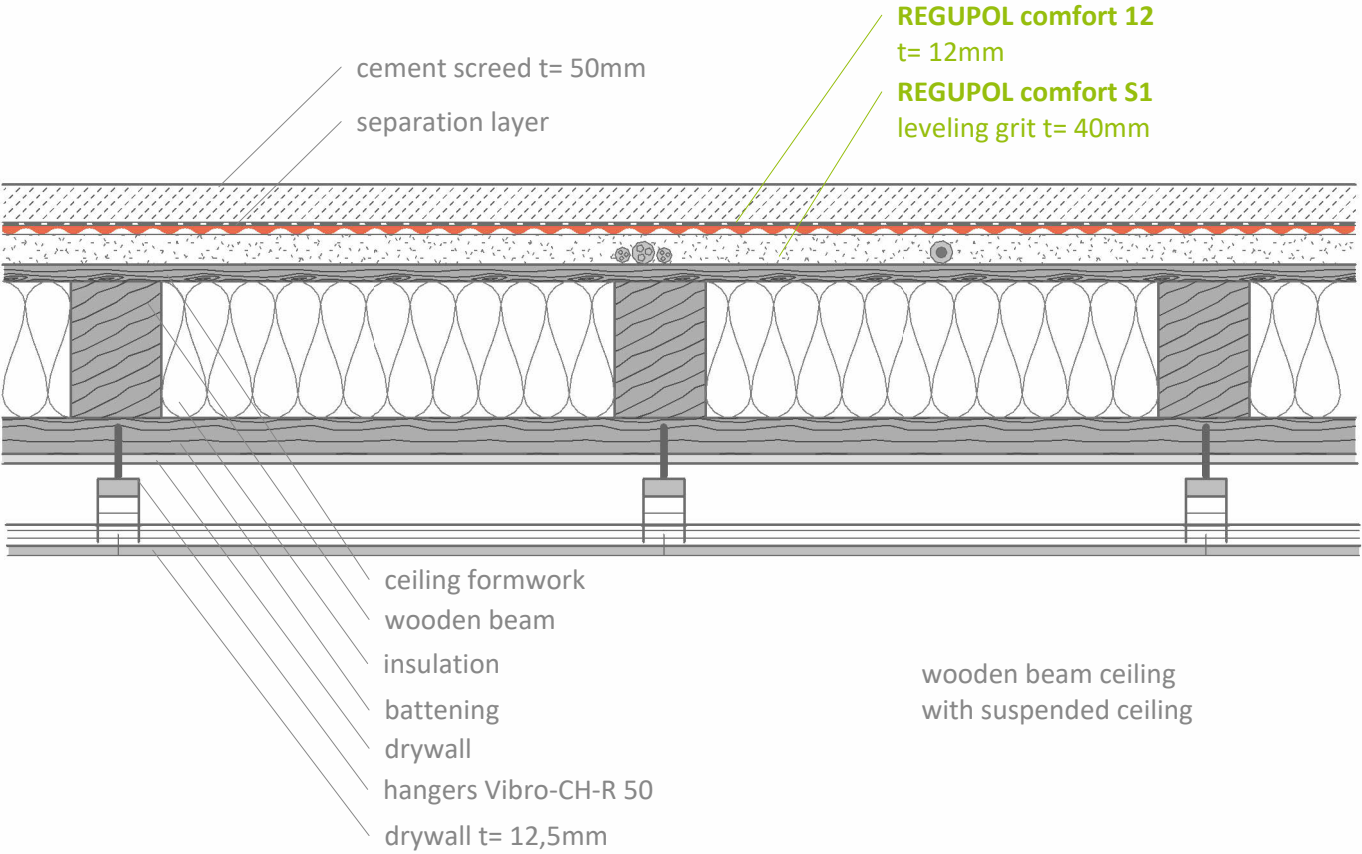 REGUPOL comfort 12
t= 12mm
cement screed t= 50mm
REGUPOL comfort S1
separation layer
leveling grit t= 40mm
ceiling formwork
wooden beam
insulation
battening
drywall
hangers Vibro-CH-R 50
drywall t= 12,5mm
wooden beam ceiling
with suspended ceiling